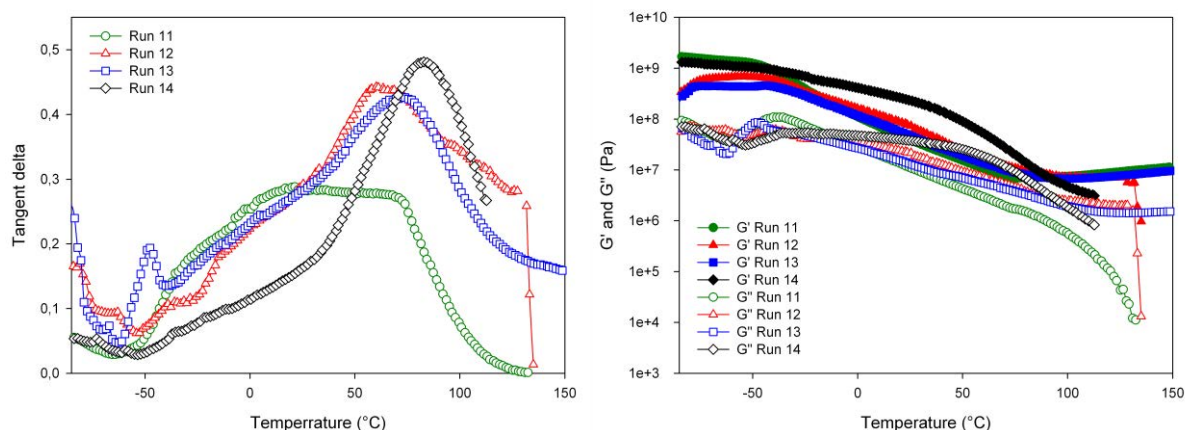 Tangent delta
0,5
0,4
0,3
0,2
0,1
0,0
Run 11
Run 12
Run 13
Run 14
-50
0
50
100
150
Temperrature (°C)
G' and G'' (Pa)
1e+10
1e+9
1e+8
1e+7
1e+6
1e+5
1e+4
1e+3
G' Run 11
G' Run 12
G' Run 13
G' Run 14
G'' Run 11
G'' Run 12
G'' Run 13
G'' Run 14
-50
0
50
100
150
Temperature (°C)